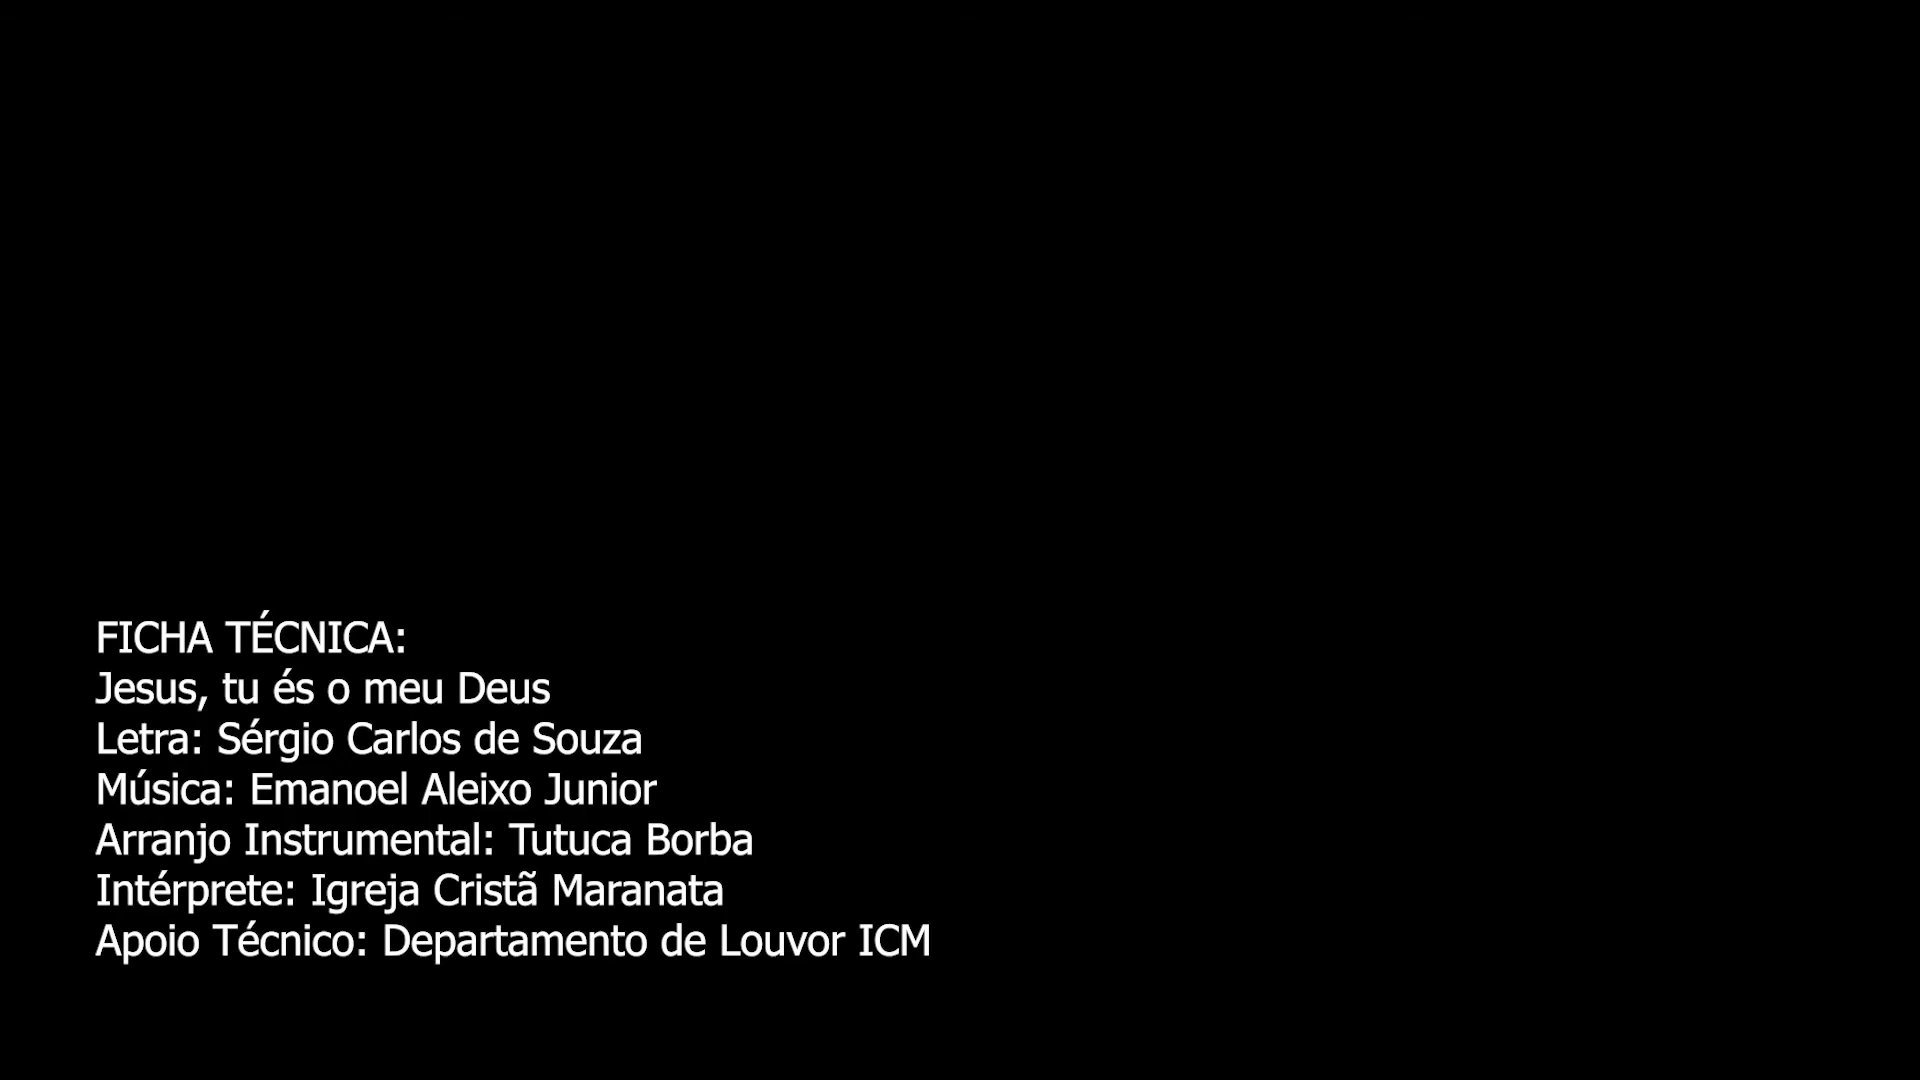 FICHA TÉCNICA:
Jesus, tu és o meu Deus
Letra: Sérgio Carlos de Souza
Música: Emanoel Aleixo Junior
Arranjo Instrumental: Tutuca Borba
Intérprete: Igreja Cristã Maranata
Apoio Técnico: Departamento de Louvor ICM